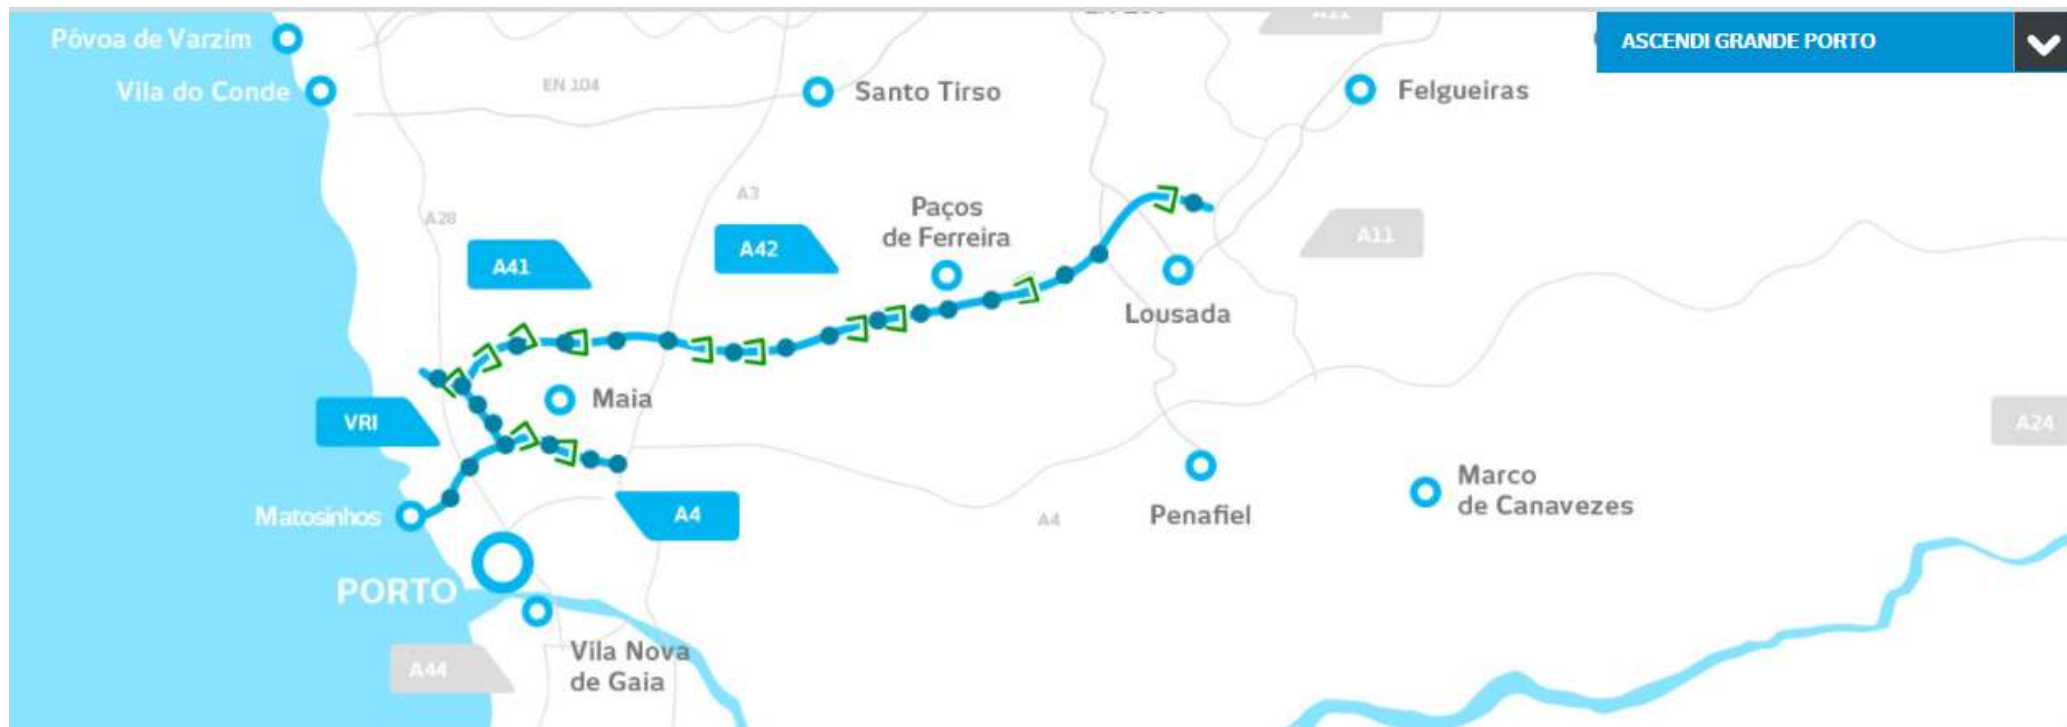 Póvoa de Varzim
ASCENDI GRANDE PORTO
Vila do Conde
EN 104
Santo Tirso
Felgueiras
A3
A28
Paços
de Ferreira
A11
A41
A42
Lousada
Maia
VRI
A24
Matosinhos
A4
A4
Penafiel
Marco
de Canavezes
PORTO
Vila Nova
de Gaia
A44